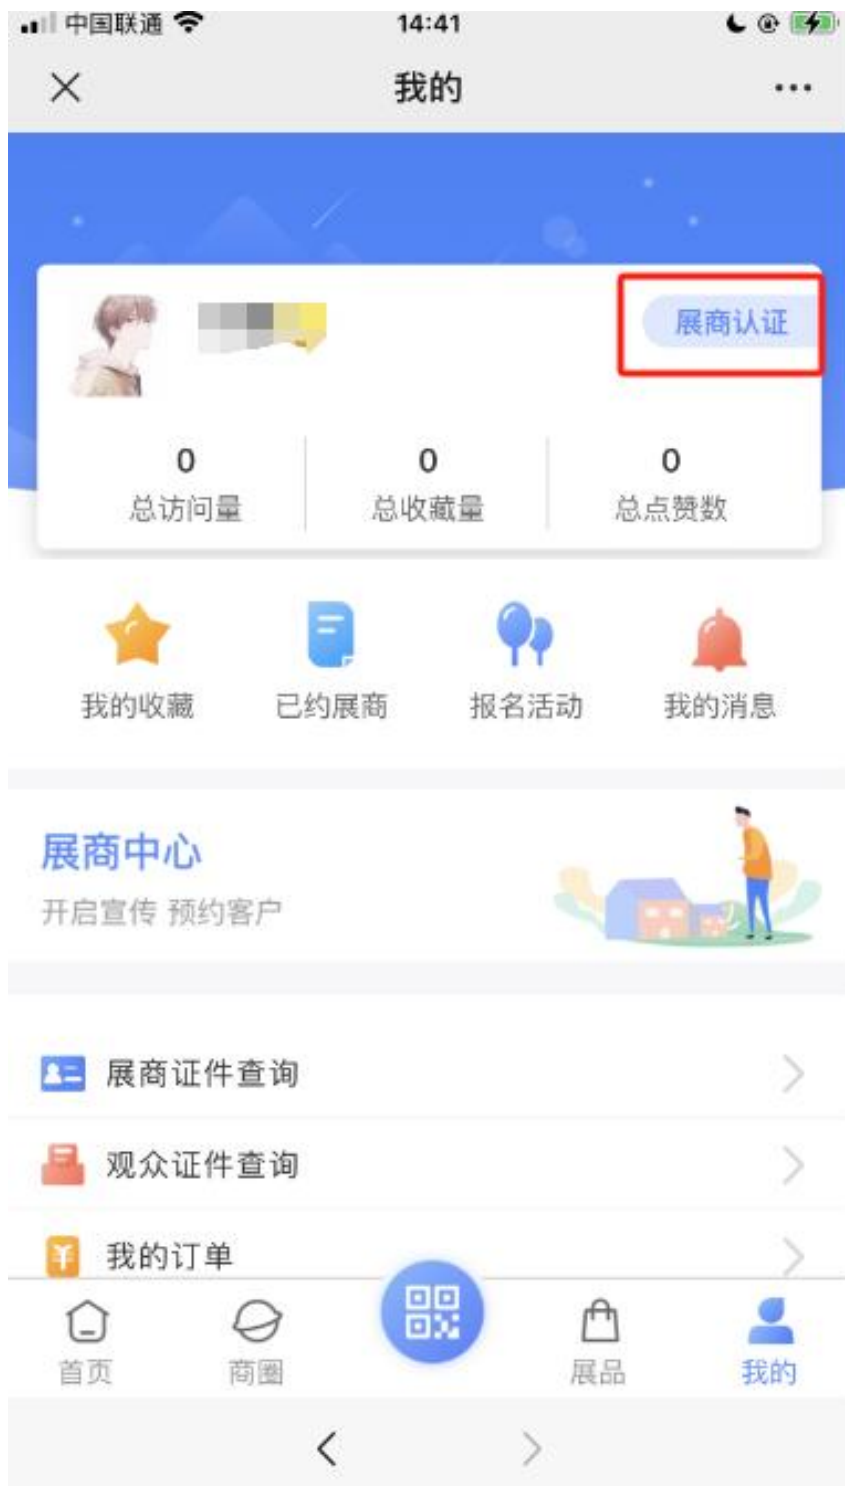 中国联通 14:41
我的
展商认证
0 0 0
总访问量 总收藏量 总点赞数
我的收藏 已约展商 报名活动 我的消息
展商中心
开启宣传 预约客户
展商证件查询
观众证件查询
¥ 我的订单
首页 商圈 展品 我的